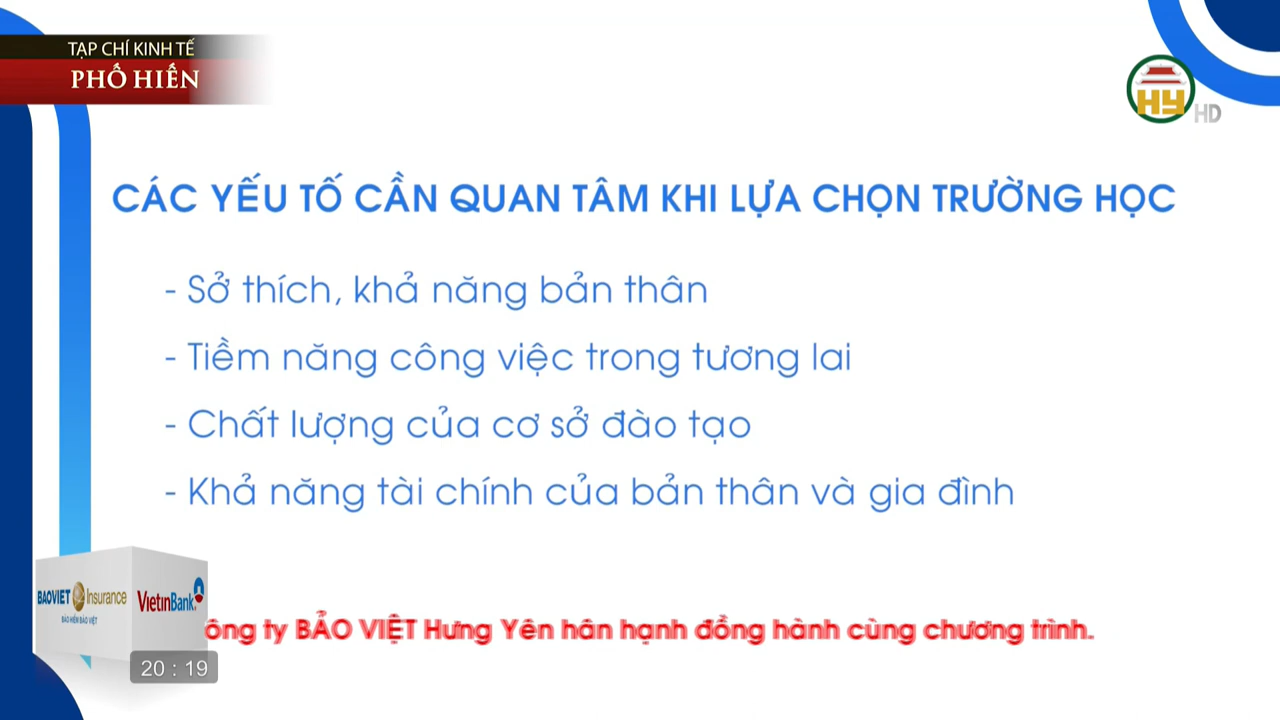 TẠP CHÍ KINH TẾ
PHỐ HIẾN
HY HD
CÁC YẾU TỐ CẦN QUAN TÂM KHI LỰA CHỌN TRƯỜNG HỌC
- Sở thích, khả năng bản thân
- Tiềm năng công việc trong tương lai
- Chất lượng của cơ sở đào tạo
- Khả năng tài chính của bản thân và gia đình
BAOVIET Insurance
BẢO HIỂM BẢO VIỆT
VietinBank
ông ty BẢO VIỆT Hưng Yên hân hạnh đồng hành cùng chương trình.
20 : 19